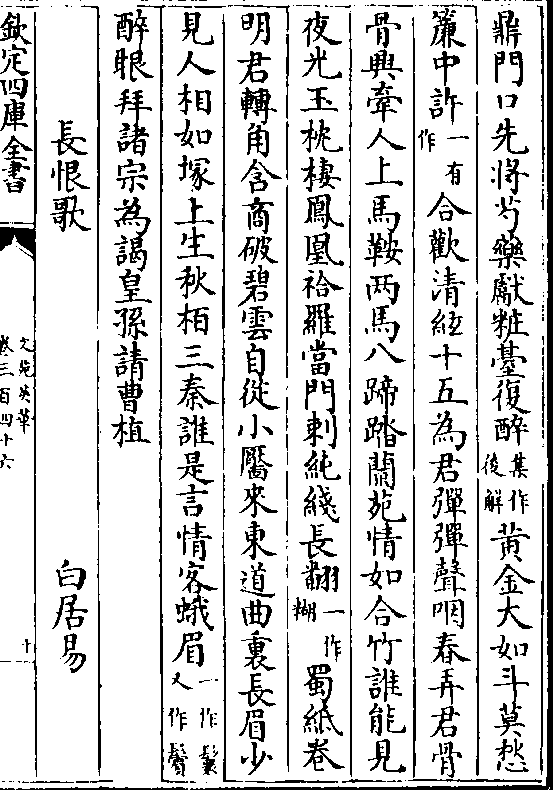 鼎門口先將芍藥獻粧臺復醉集作後解黃金大如斗莫愁
簾中許一有作合歡清絃十五為君彈彈聲咽春弄君骨
骨興牽人上馬鞍两馬八蹄踏蘭苑情如合竹誰能見
夜光玉枕棲鳳凰袷羅當門刺純綫長翻一作糊蜀紙卷
明君轉角含商破碧雲自從小靨來東道曲裏長眉少
見人相如塚上生秋栢三秦誰是言情客蛾眉一作鬟又作鬢
醉眼拜諸宗為謁皇孫請曹植
長恨歌 白居易
欽定四庫全書
文苑英華
卷三百四十六
十